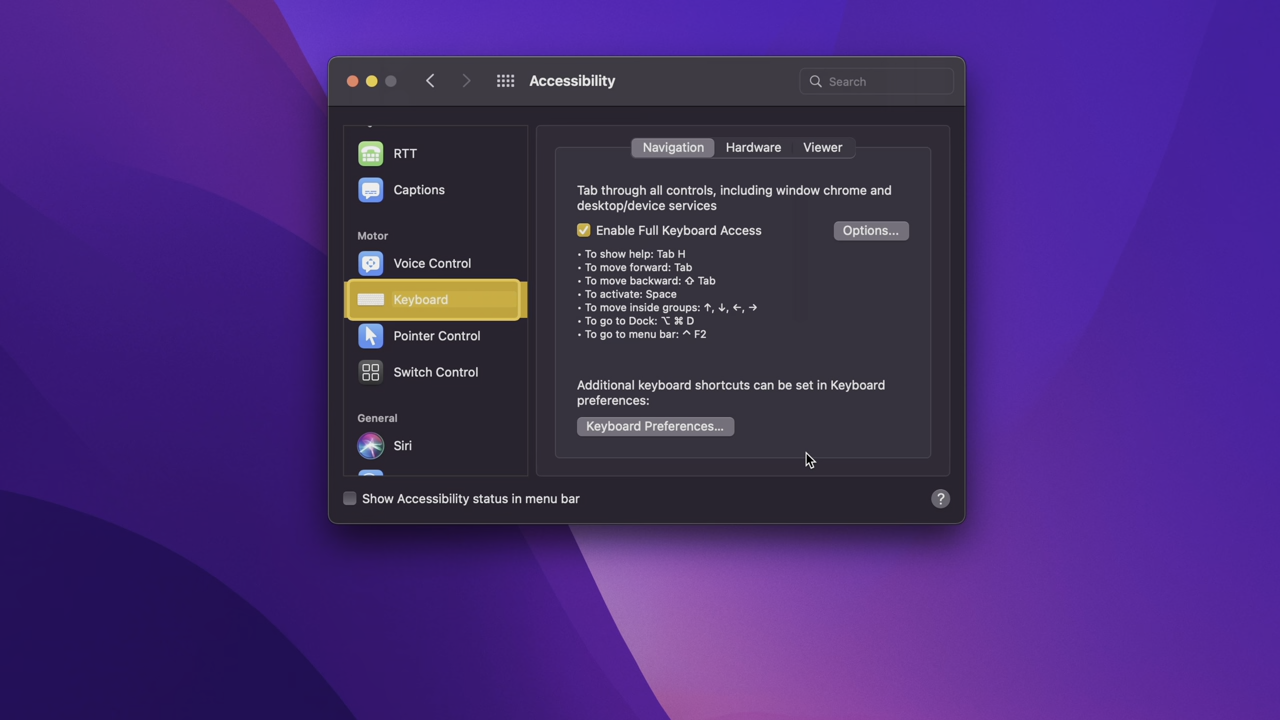 Accessibility
Search
RTT
Captions
Motor
Voice Control
Keyboard
Pointer Control
Switch Control
General
Siri
Navigation
Hardware
Viewer
Tab through all controls, including window chrome and
desktop/device services
Enable Full Keyboard Access
Options...
• To show help: Tab H
• To move forward: Tab
• To move backward: ⇧ Tab
• To activate: Space
• To move inside groups: ↑, ↓, ←, →
• To go to Dock: ⌥ ⌘ D
• To go to menu bar: ^ F2
Additional keyboard shortcuts can be set in Keyboard
preferences:
Keyboard Preferences...
Show Accessibility status in menu bar
?